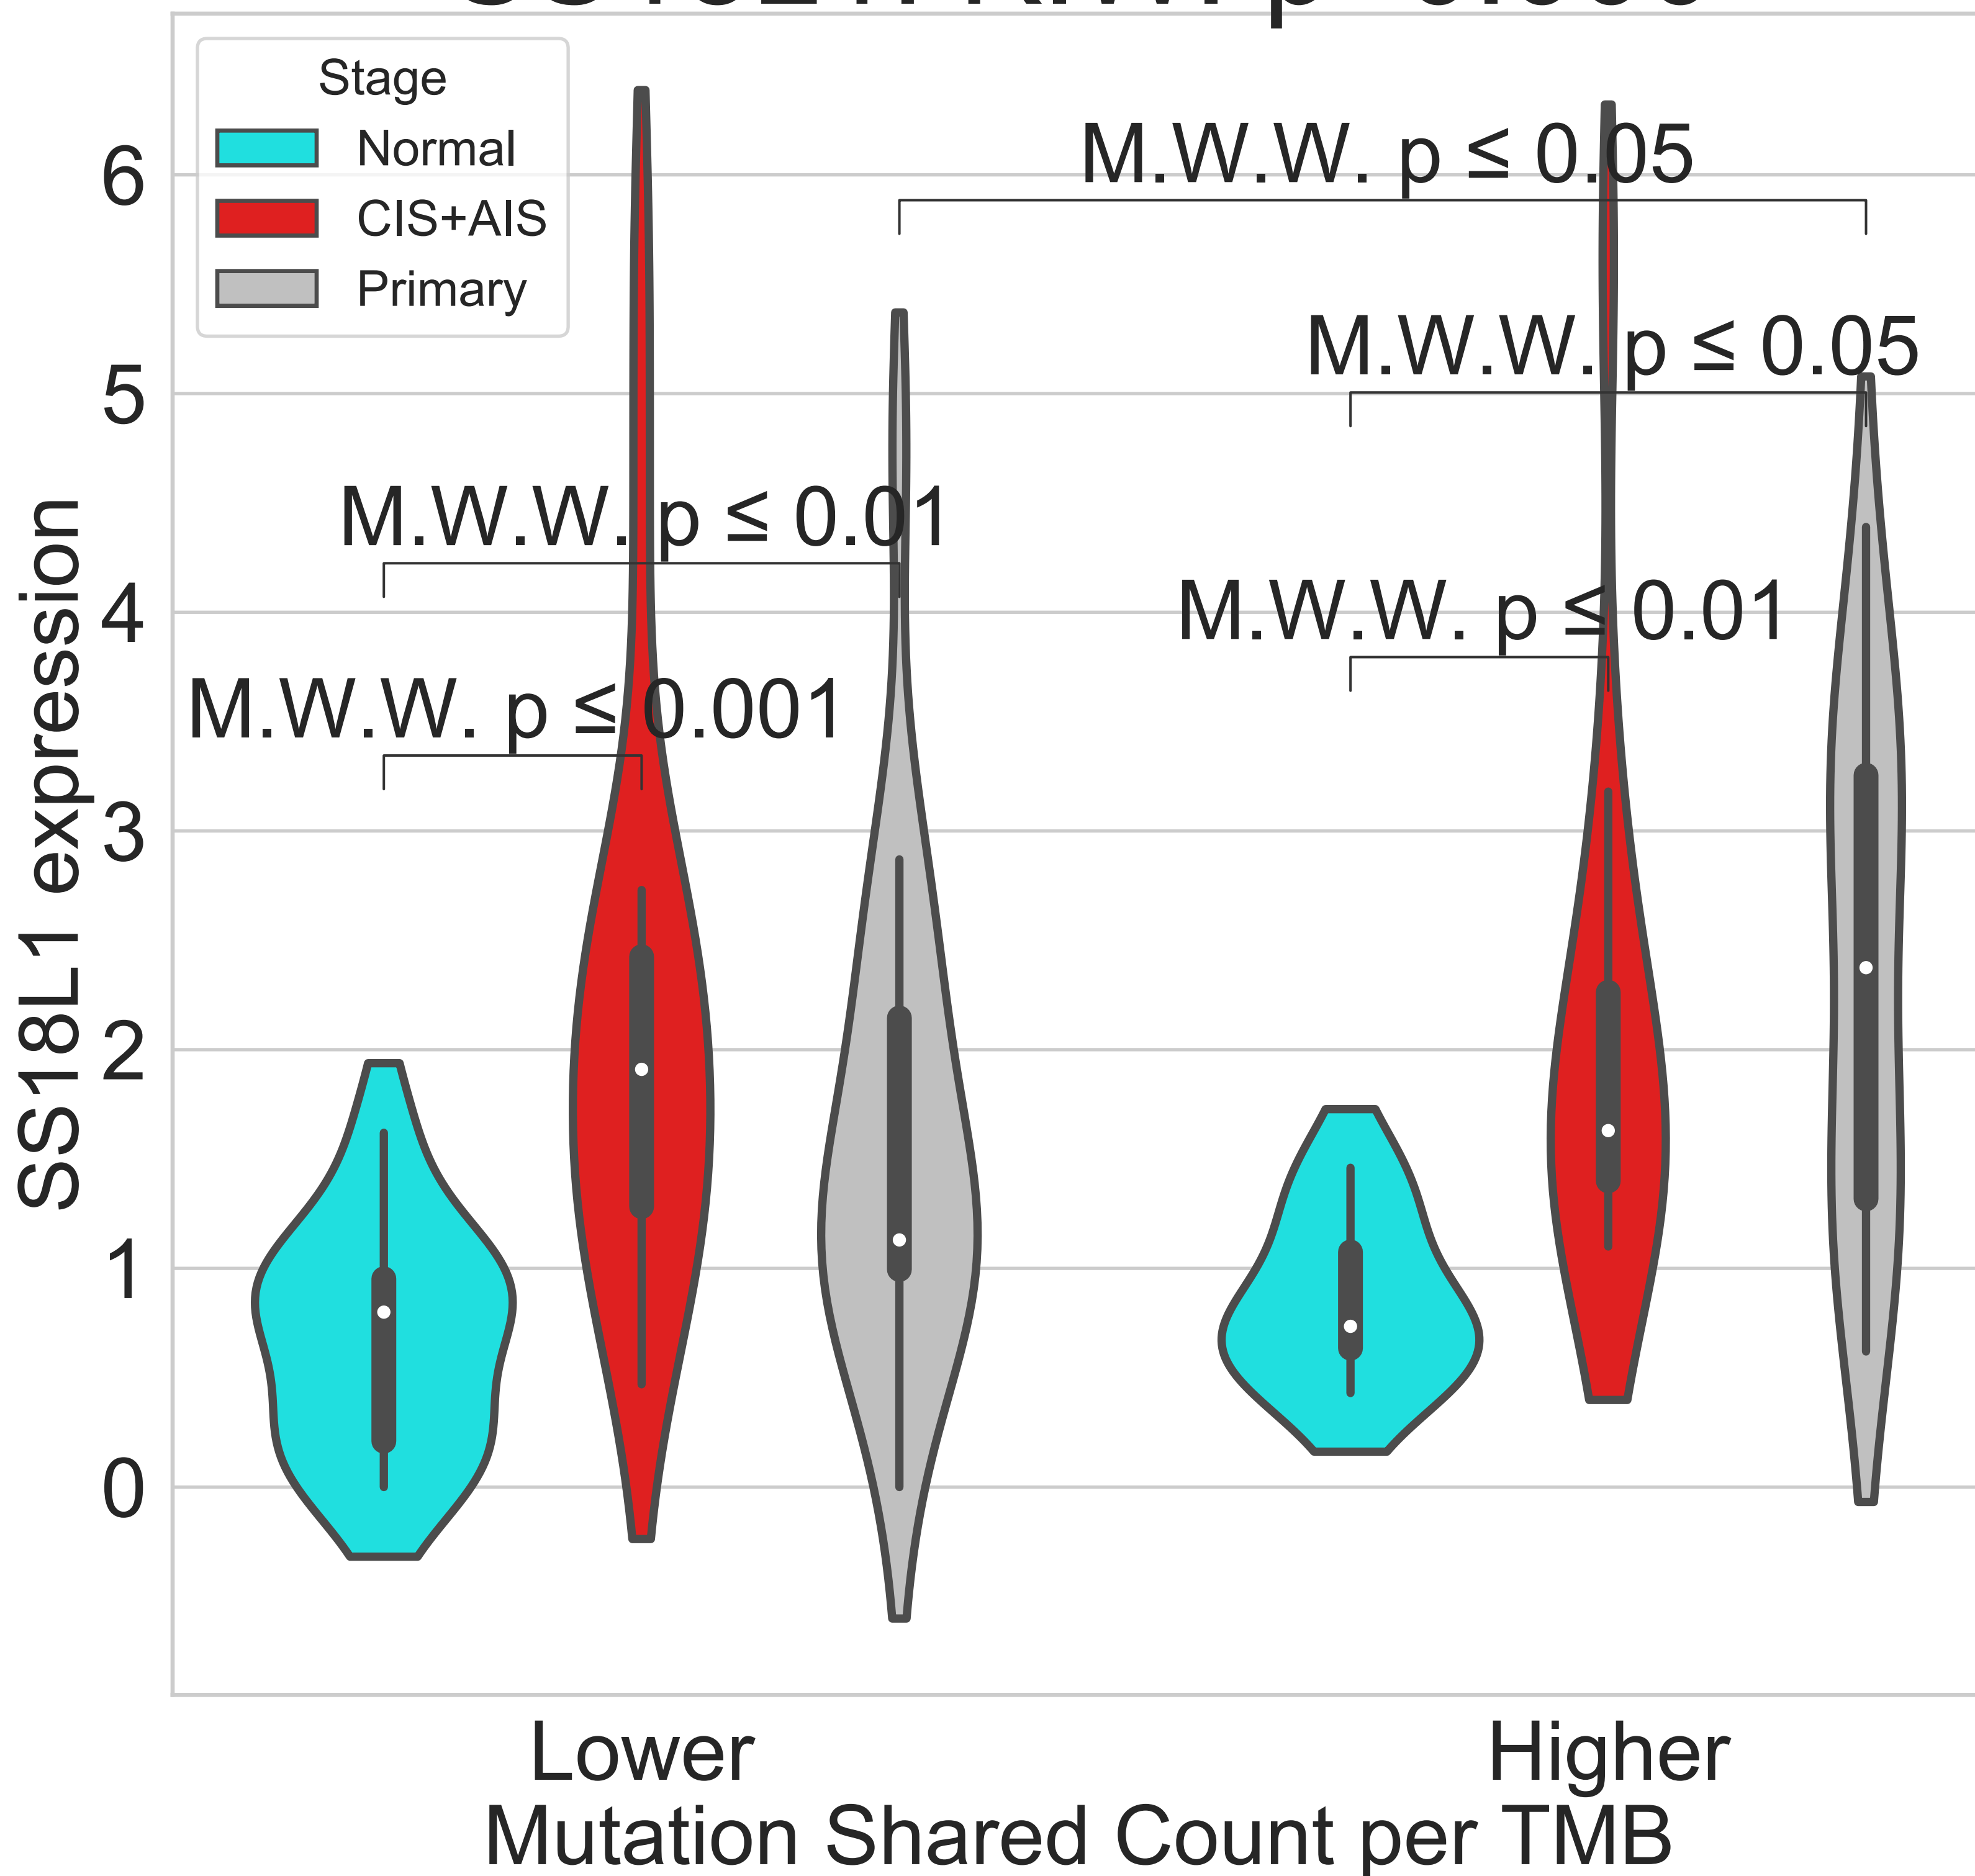 Stage
Normal
CIS+AIS
Primary
M.W.W. p ≤ 0.05
M.W.W. p ≤ 0.05
M.W.W. p ≤ 0.01
M.W.W. p ≤ 0.01
M.W.W. p ≤ 0.001
6
5
4
3
2
1
0
SS18L1 expression
Lower
Higher
Mutation Shared Count per TMB